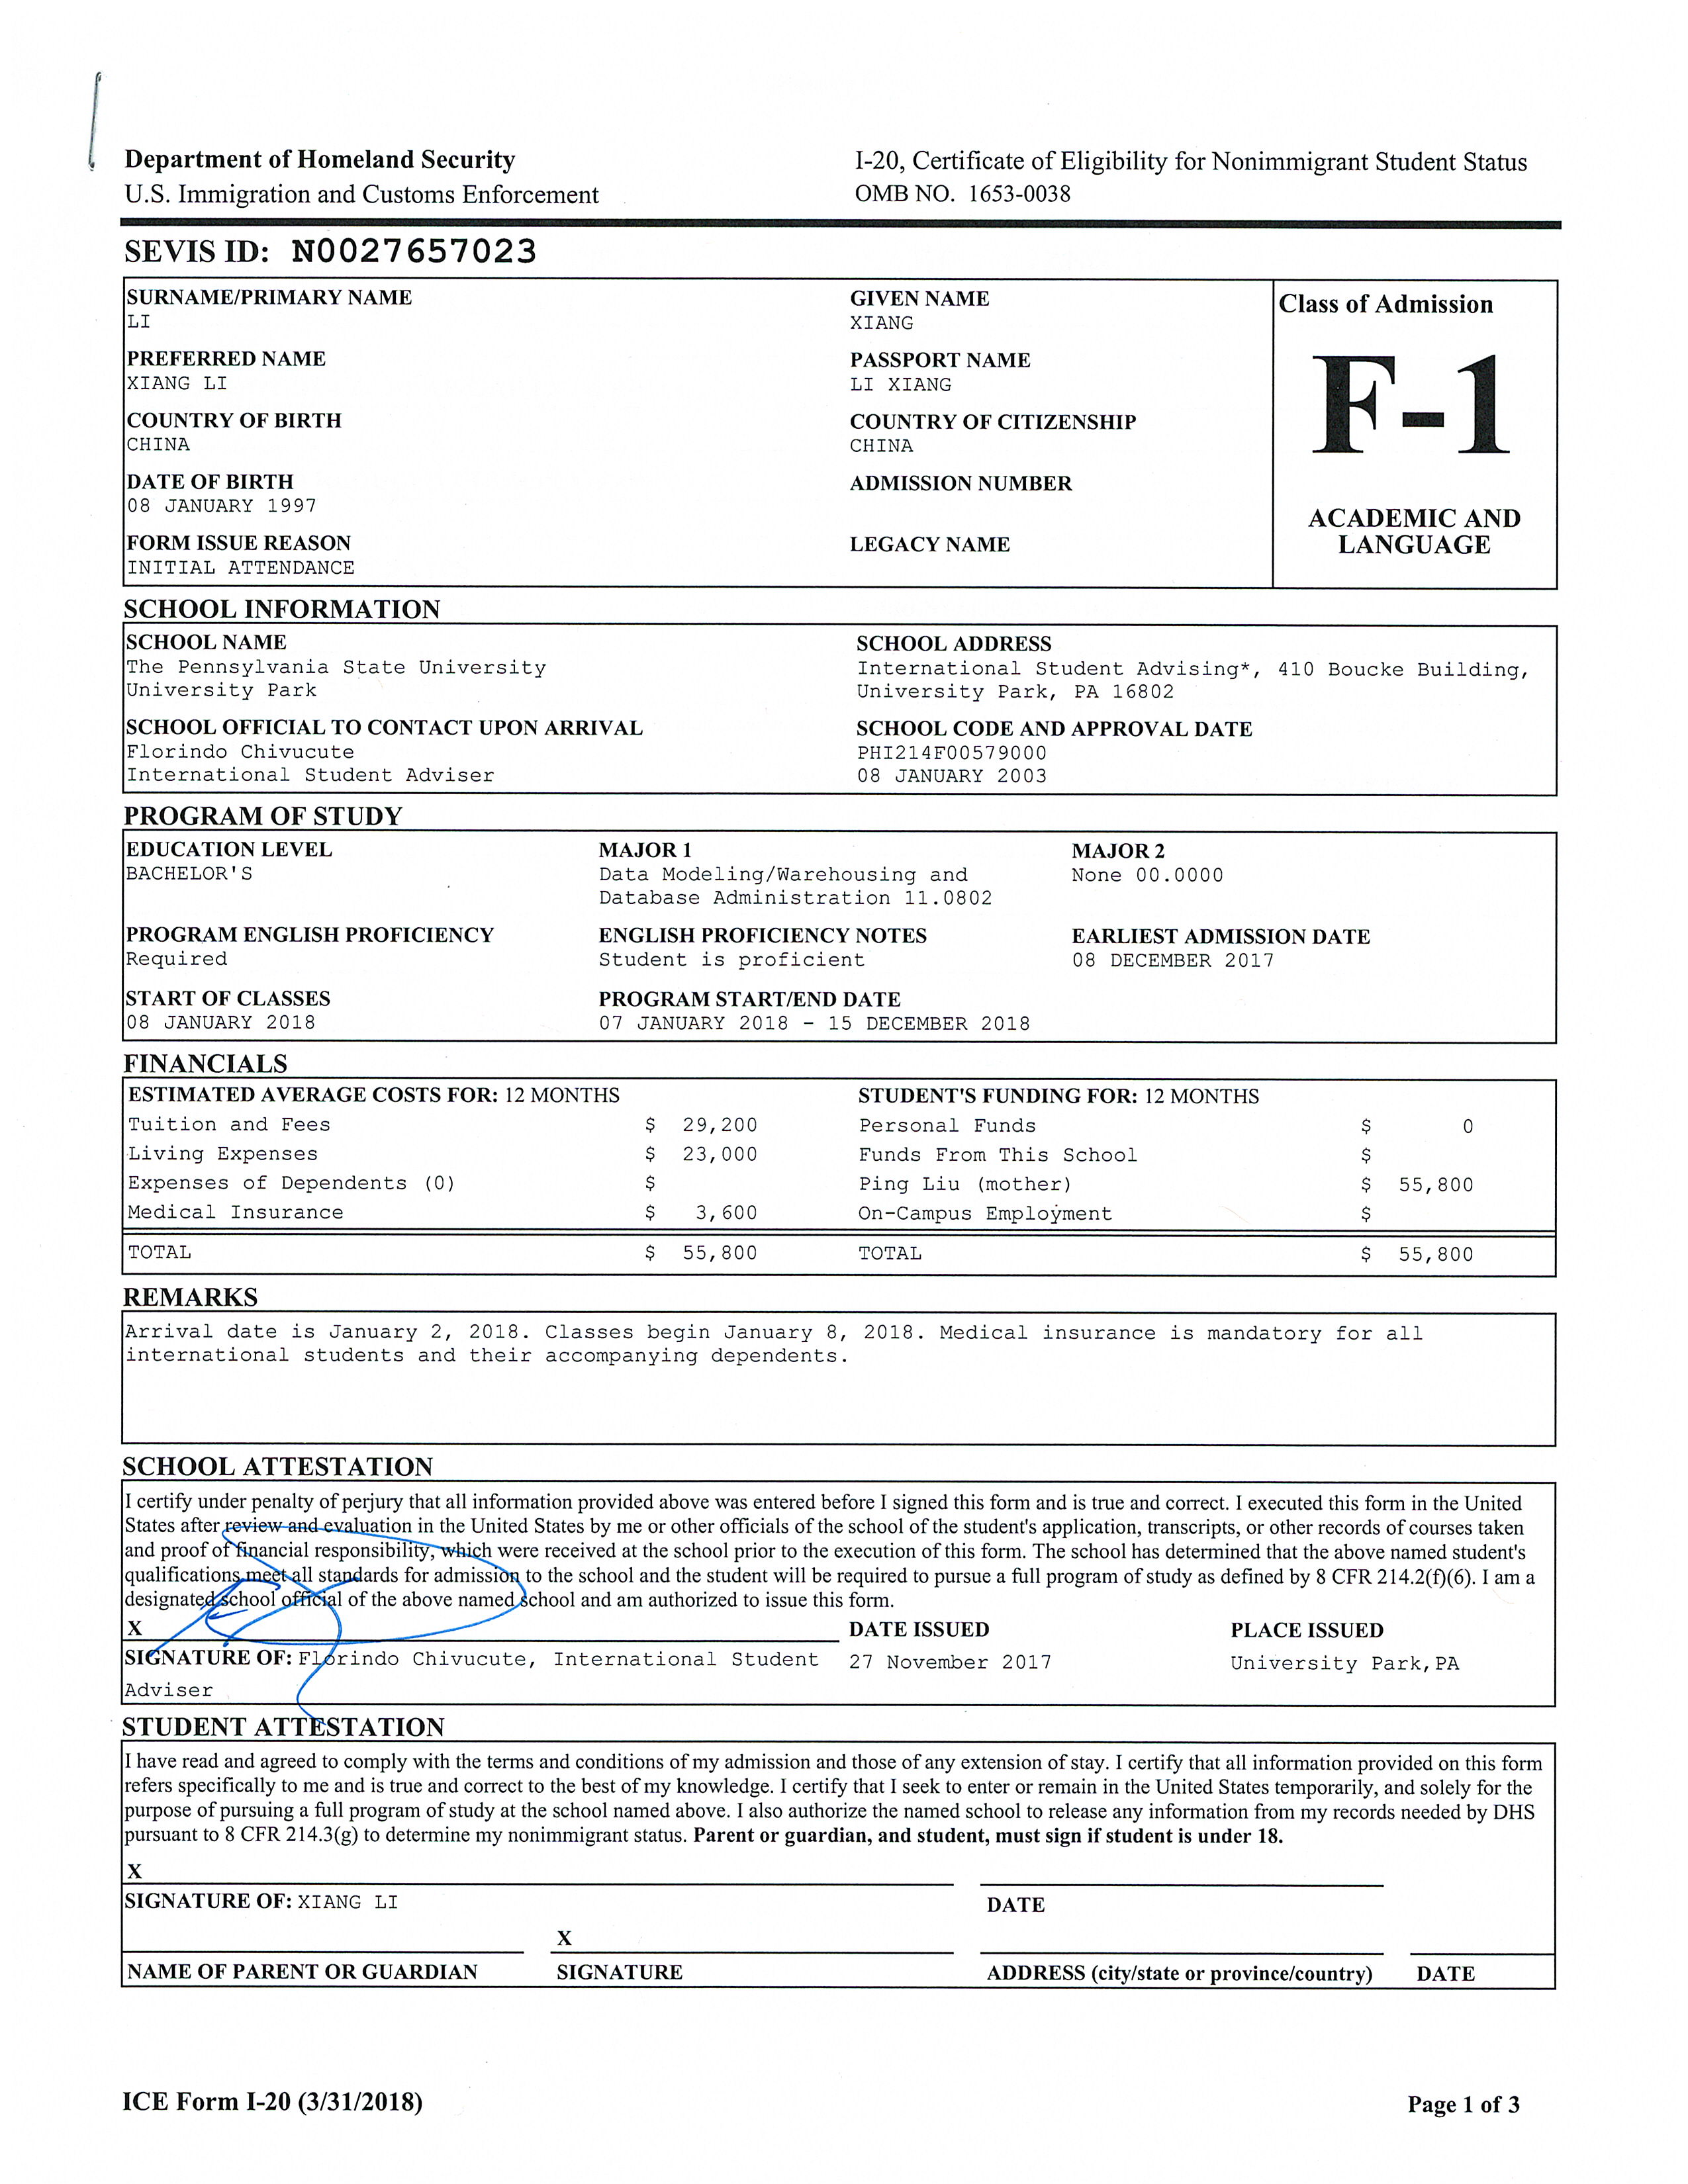 Department of Homeland Security
U.S. Immigration and Customs Enforcement
I-20, Certificate of Eligibility for Nonimmigrant Student Status
OMB NO. 1653-0038
SEVIS ID: N0027657023
SURNAME/PRIMARY NAME
LI
GIVEN NAME
XIANG
PREFERRED NAME
XIANG LI
PASSPORT NAME
LI XIANG
COUNTRY OF BIRTH
CHINA
COUNTRY OF CITIZENSHIP
CHINA
DATE OF BIRTH
08 JANUARY 1997
ADMISSION NUMBER
FORM ISSUE REASON
INITIAL ATTENDANCE
LEGACY NAME
Class of Admission
F-1
ACADEMIC AND
LANGUAGE
SCHOOL INFORMATION
SCHOOL NAME
The Pennsylvania State University
University Park
SCHOOL ADDRESS
International Student Advising*, 410 Boucke Building,
University Park, PA 16802
SCHOOL OFFICIAL TO CONTACT UPON ARRIVAL
Florindo Chivucute
International Student Adviser
SCHOOL CODE AND APPROVAL DATE
PHI214F00579000
08 JANUARY 2003
PROGRAM OF STUDY
EDUCATION LEVEL
BACHELOR'S
MAJOR 1
Data Modeling/Warehousing and
Database Administration 11.0802
MAJOR 2
None 00.0000
PROGRAM ENGLISH PROFICIENCY
Required
ENGLISH PROFICIENCY NOTES
Student is proficient
EARLIEST ADMISSION DATE
08 DECEMBER 2017
START OF CLASSES
08 JANUARY 2018
PROGRAM START/END DATE
07 JANUARY 2018 - 15 DECEMBER 2018
FINANCIALS
ESTIMATED AVERAGE COSTS FOR: 12 MONTHS
Tuition and Fees $ 29,200
Living Expenses $ 23,000
Expenses of Dependents (0) $
Medical Insurance $ 3,600
TOTAL $ 55,800
STUDENT'S FUNDING FOR: 12 MONTHS
Personal Funds $ 0
Funds From This School $
Ping Liu (mother) $ 55,800
On-Campus Employment $
TOTAL $ 55,800
REMARKS
Arrival date is January 2, 2018. Classes begin January 8, 2018. Medical insurance is mandatory for all
international students and their accompanying dependents.
SCHOOL ATTESTATION
I certify under penalty of perjury that all information provided above was entered before I signed this form and is true and correct. I executed this form in the United
States after review and evaluation in the United States by me or other officials of the school of the student's application, transcripts, or other records of courses taken
and proof of financial responsibility, which were received at the school prior to the execution of this form. The school has determined that the above named student's
qualifications meet all standards for admission to the school and the student will be required to pursue a full program of study as defined by 8 CFR 214.2(f)(6). I am a
designated school official of the above named school and am authorized to issue this form.
X
SIGNATURE OF: Florindo Chivucute, International Student
Adviser
DATE ISSUED
27 November 2017
PLACE ISSUED
University Park,PA
STUDENT ATTESTATION
I have read and agreed to comply with the terms and conditions of my admission and those of any extension of stay. I certify that all information provided on this form
refers specifically to me and is true and correct to the best of my knowledge. I certify that I seek to enter or remain in the United States temporarily, and solely for the
purpose of pursuing a full program of study at the school named above. I also authorize the named school to release any information from my records needed by DHS
pursuant to 8 CFR 214.3(g) to determine my nonimmigrant status. Parent or guardian, and student, must sign if student is under 18.
X
SIGNATURE OF: XIANG LI
DATE
X
NAME OF PARENT OR GUARDIAN
SIGNATURE
ADDRESS (city/state or province/country)
DATE
ICE Form I-20 (3/31/2018)
Page 1 of 3